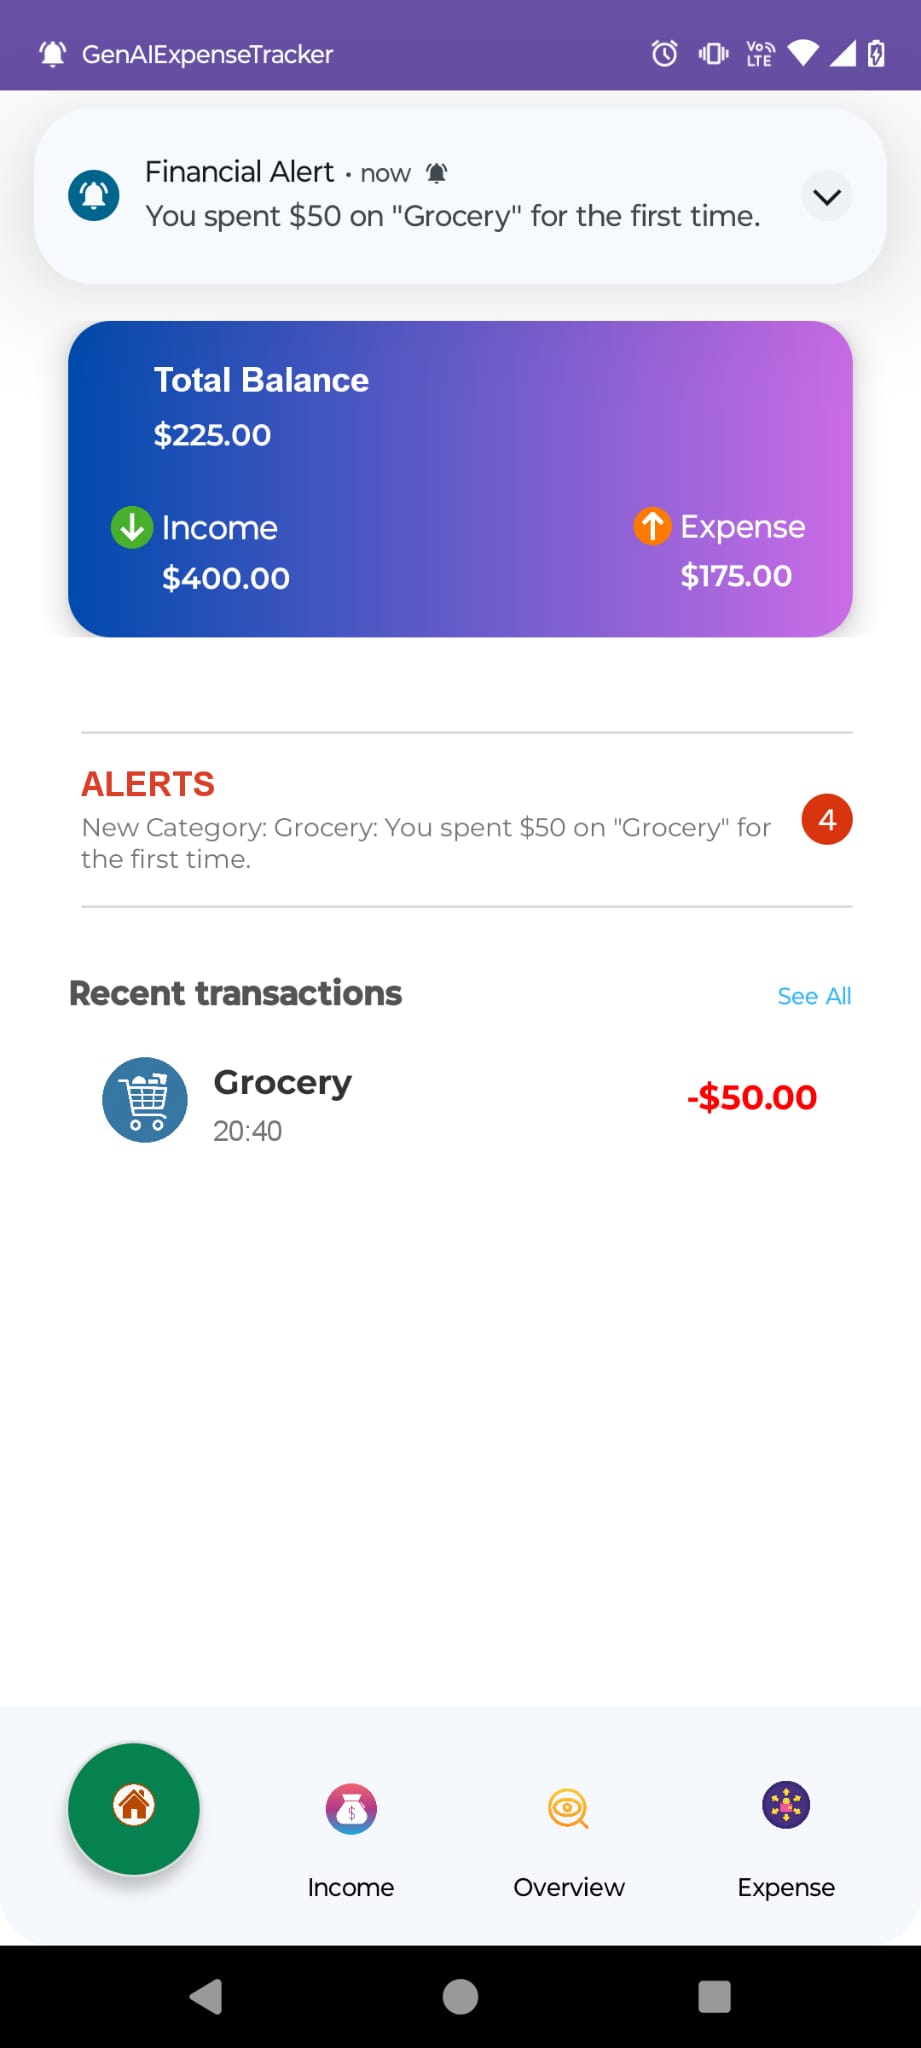 GenAIExpenseTracker
Vo
LTE
Financial Alert • now
You spent $50 on "Grocery" for the first time.
Total Balance
$225.00
Income
Expense
$400.00
$175.00
ALERTS
New Category: Grocery: You spent $50 on "Grocery" for
the first time.
4
Recent transactions
See All
Grocery
-$50.00
20:40
$
Income
Overview
Expense